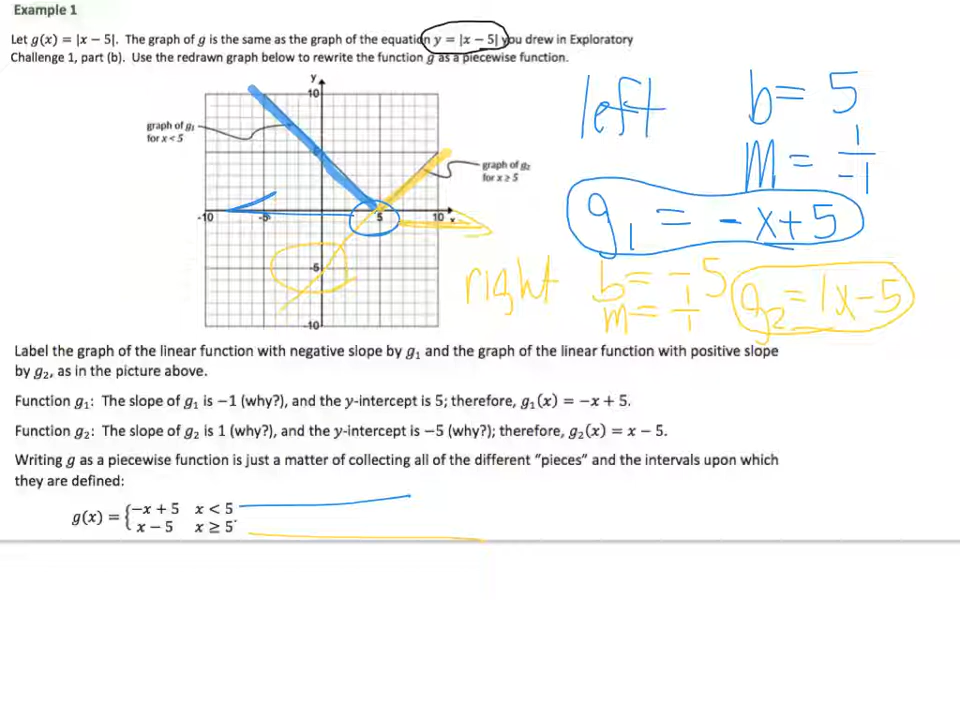 Example 1
Let g(x) = |x − 5|. The graph of g is the same as the graph of the equation y = |x − 5| you drew in Exploratory
Challenge 1, part (b). Use the redrawn graph below to rewrite the function g as a piecewise function.
y
10
graph of g₁
for x < 5
graph of g₂
for x ≥ 5
-10
-5
5
10
x
-5
-10
left
b = 5
m = 1/-1
g₁ = -x+5
right
b = -5
m = 1/1
g₂ = 1x-5
Label the graph of the linear function with negative slope by g₁ and the graph of the linear function with positive slope
by g₂, as in the picture above.
Function g₁: The slope of g₁ is −1 (why?), and the y-intercept is 5; therefore, g₁(x) = −x + 5.
Function g₂: The slope of g₂ is 1 (why?), and the y-intercept is −5 (why?); therefore, g₂(x) = x − 5.
Writing g as a piecewise function is just a matter of collecting all of the different “pieces” and the intervals upon which
they are defined:
g(x) = { −x + 5 x < 5
x − 5 x ≥ 5